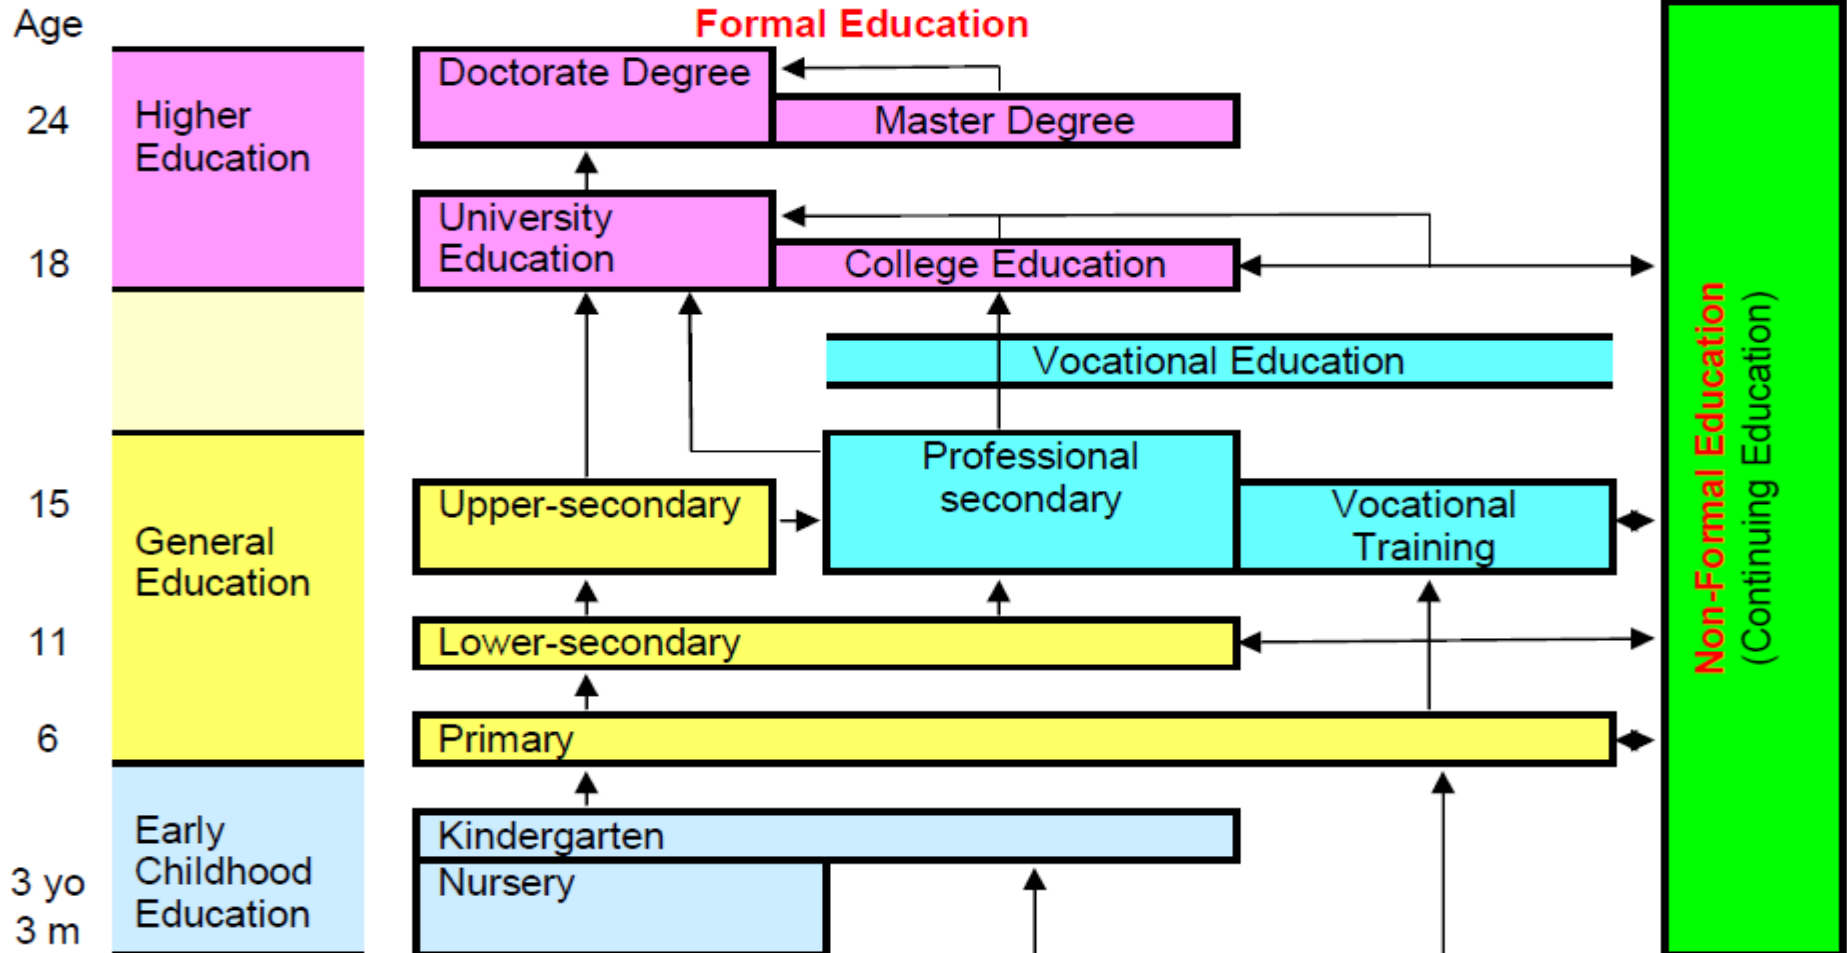 Age
Formal Education
Doctorate Degree
24
Higher
Education
Master Degree
University
Education
18
College Education
Vocational Education
Professional
secondary
15
Upper-secondary
Vocational
Training
General
Education
11
Lower-secondary
6
Primary
Early
Childhood
Education
Kindergarten
3 yo
Nursery
3 m
Non-Formal Education
(Continuing Education)